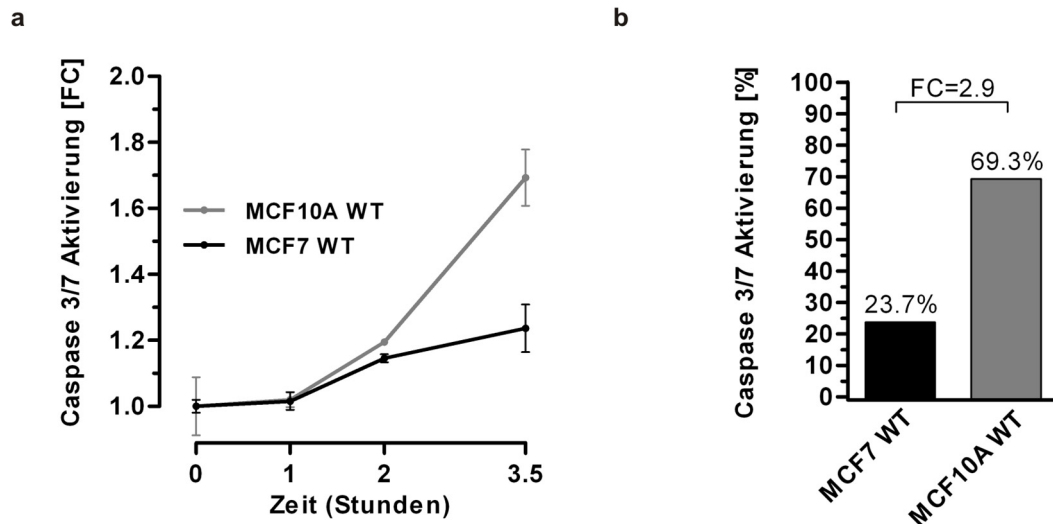 a
Caspase 3/7 Aktivierung [FC]
2.0
1.8
1.6
1.4
1.2
1.0
MCF10A WT
MCF7 WT
0 1 2 3.5
Zeit (Stunden)
b
Caspase 3/7 Aktivierung [%]
100
90
80
70
60
50
40
30
20
10
0
FC=2.9
69.3%
23.7%
MCF7 WT
MCF10A WT